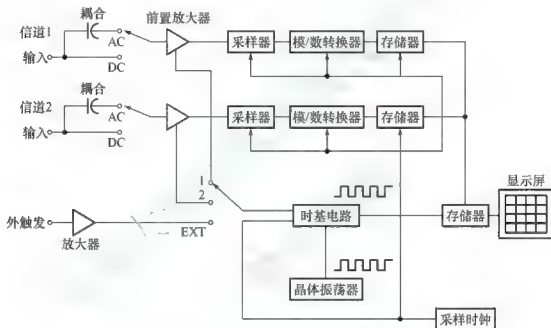 耦合
信道1
输入
AC
DC
前置放大器
采样器
模/数转换器
存储器
耦合
信道2
输入
AC
DC
采样器
模/数转换器
存储器
1
2
EXT
外触发
放大器
时基电路
晶体振荡器
存储器
显示屏
采样时钟